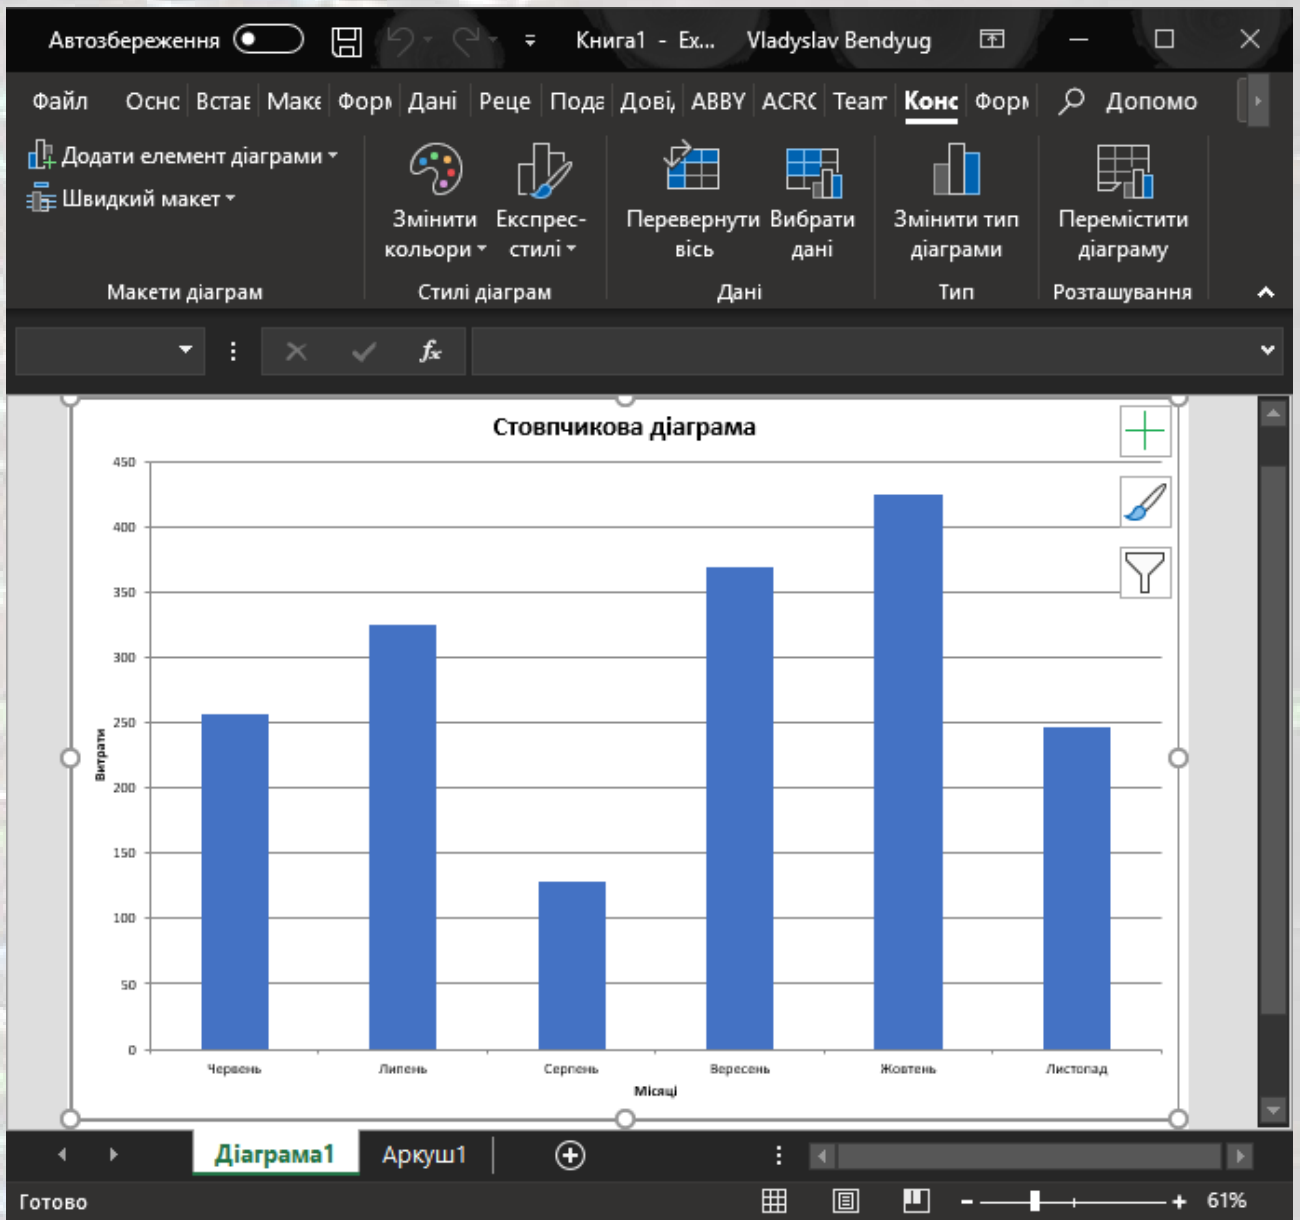 Автозбереження Книга1 - Ex... Vladyslav Bendyug
Файл Оснс Встав Маке Форм Дані Реце Пода Дові, ABBY ACRC Team Конс Форм Допомо
Додати елемент діаграми
Швидкий макет
Змінити кольори
Експрес-стилі
Перевернути вісь
Вибрати дані
Змінити тип діаграми
Перемістити діаграму
Макети діаграм Стилі діаграм Дані Тип Розташування
fx
Стовпчикова діаграма
450
400
350
300
250
200
150
100
50
0
Витрати
Червень Липень Серпень Вересень Жовтень Листопад
Місяці
Діаграма1 Аркуш1
Готово 61%